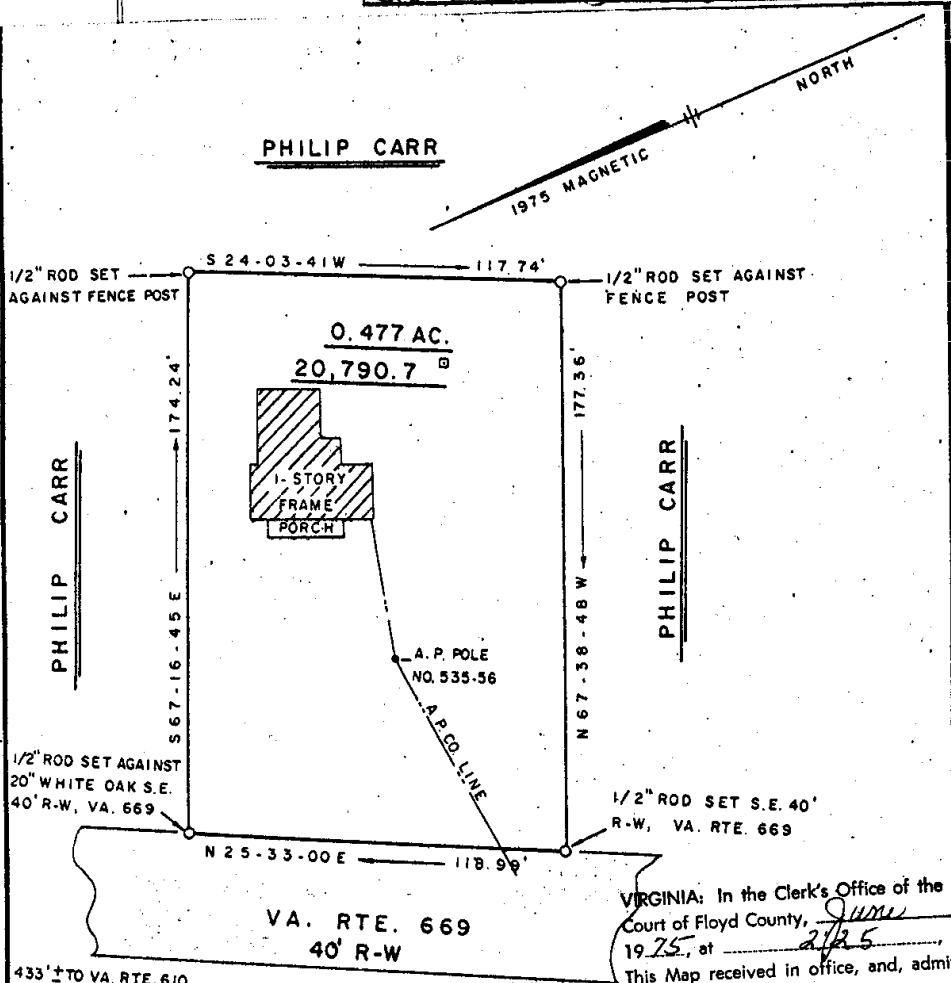 NORTH
1975 MAGNETIC
PHILIP CARR
S 24-03-41W 117.74'
1/2" ROD SET
AGAINST FENCE POST
1/2" ROD SET AGAINST
FENCE POST
0.477 AC.
20,790.7
S 67-16-45 E 174.24'
N 67-38-48 W 177.36'
PHILIP CARR
PHILIP CARR
1-STORY
FRAME
PORCH
A.P. POLE
NO. 535-56
A.P.CO. LINE
1/2" ROD SET AGAINST
20" WHITE OAK S.E.
40' R-W, VA. 669
1/2" ROD SET S.E. 40'
R-W, VA. RTE. 669
N 25-33-00 E 118.99'
VA. RTE. 669
40' R-W
433'± TO VA. RTE. 610
VIRGINIA: In the Clerk's Office of the
Court of Floyd County, June
1975, at
This Map received in office, and, admi